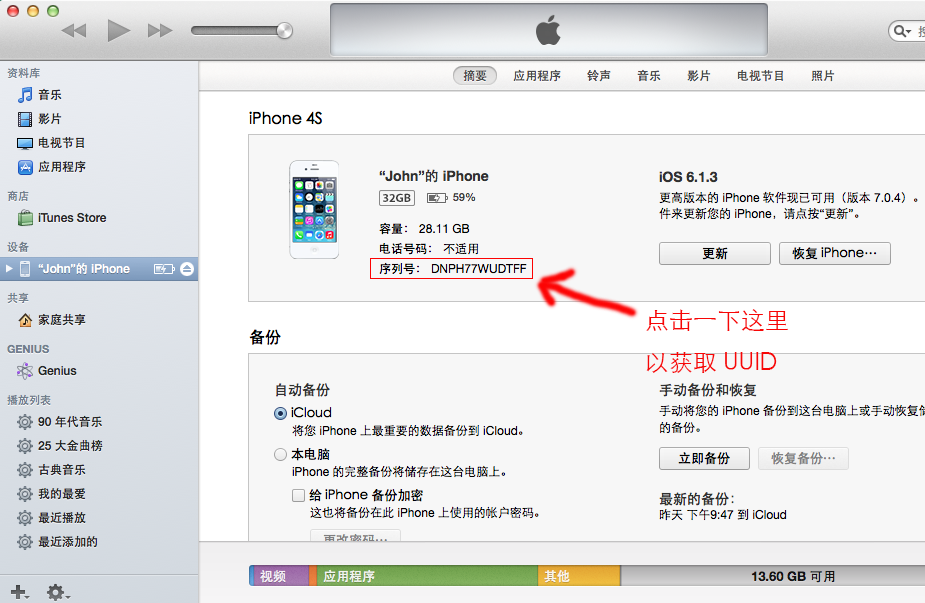 搜
摘要 应用程序 铃声 音乐 影片 电视节目 照片
资料库
音乐
影片
电视节目
应用程序
商店
iTunes Store
设备
“John”的 iPhone
共享
家庭共享
GENIUS
Genius
播放列表
90 年代音乐
25 大金曲榜
古典音乐
我的最爱
最近播放
最近添加的
iPhone 4S
“John”的 iPhone
32GB 59%
容量： 28.11 GB
电话号码： 不适用
序列号： DNPH77WUDTFF
iOS 6.1.3
更高版本的 iPhone 软件现已可用（版本 7.0.4）。
件来更新您的 iPhone，请点按“更新”。
更新 恢复 iPhone⋯
点击一下这里
以获取 UUID
备份
自动备份
iCloud
将您 iPhone 上最重要的数据备份到 iCloud。
本电脑
iPhone 的完整备份将储存在这台电脑上。
给 iPhone 备份加密
这也将备份在此 iPhone 上使用的帐户密码。
更改密码⋯
手动备份和恢复
手动将您的 iPhone 备份到这台电脑上或手动恢复储
的备份。
立即备份 恢复备份⋯
最新的备份：
昨天 下午9:47 到 iCloud
视频 应用程序 其他 13.60 GB 可用